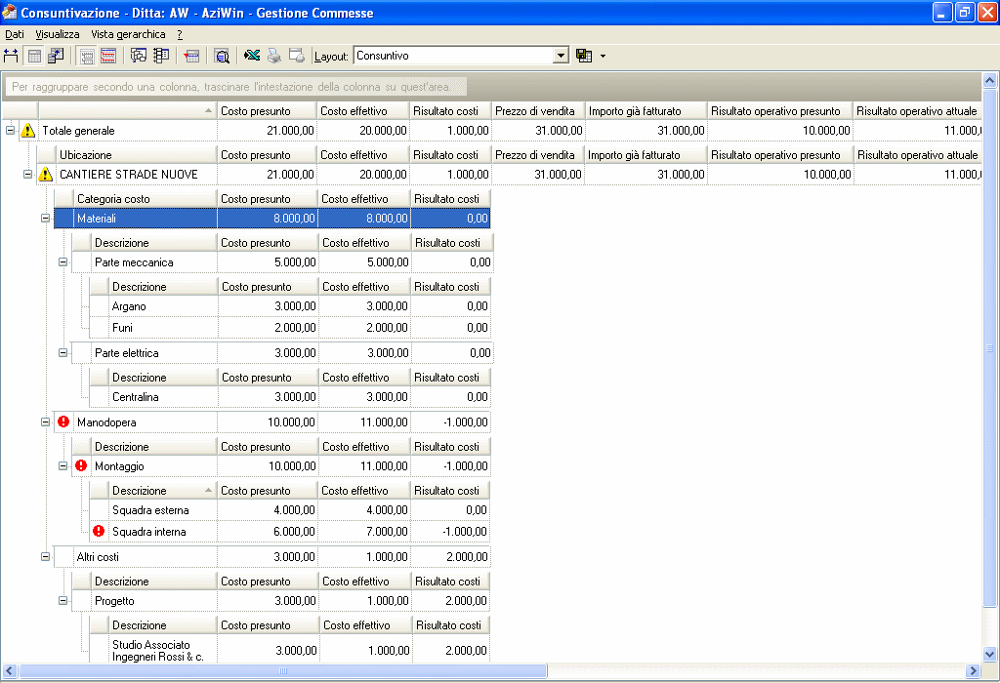 Consuntivazione - Ditta: AW - AziWin - Gestione Commesse
Dati Visualizza Vista gerarchica ?
Layout: Consuntivo
Per raggruppare secondo una colonna, trascinare l'intestazione della colonna su quest'area.
Costo presunto Costo effettivo Risultato costi Prezzo di vendita Importo già fatturato Risultato operativo presunto Risultato operativo attuale
Totale generale 21.000,00 20.000,00 1.000,00 31.000,00 31.000,00 10.000,00 11.000,
Ubicazione Costo presunto Costo effettivo Risultato costi Prezzo di vendita Importo già fatturato Risultato operativo presunto Risultato operativo attuale
CANTIERE STRADE NUOVE 21.000,00 20.000,00 1.000,00 31.000,00 31.000,00 10.000,00 11.000,
Categoria costo Costo presunto Costo effettivo Risultato costi
Materiali 8.000,00 8.000,00 0,00
Descrizione Costo presunto Costo effettivo Risultato costi
Parte meccanica 5.000,00 5.000,00 0,00
Descrizione Costo presunto Costo effettivo Risultato costi
Argano 3.000,00 3.000,00 0,00
Funi 2.000,00 2.000,00 0,00
Parte elettrica 3.000,00 3.000,00 0,00
Descrizione Costo presunto Costo effettivo Risultato costi
Centralina 3.000,00 3.000,00 0,00
Manodopera 10.000,00 11.000,00 -1.000,00
Descrizione Costo presunto Costo effettivo Risultato costi
Montaggio 10.000,00 11.000,00 -1.000,00
Descrizione Costo presunto Costo effettivo Risultato costi
Squadra esterna 4.000,00 4.000,00 0,00
Squadra interna 6.000,00 7.000,00 -1.000,00
Altri costi 3.000,00 1.000,00 2.000,00
Descrizione Costo presunto Costo effettivo Risultato costi
Progetto 3.000,00 1.000,00 2.000,00
Descrizione Costo presunto Costo effettivo Risultato costi
Studio Associato
Ingegneri Rossi & c. 3.000,00 1.000,00 2.000,00